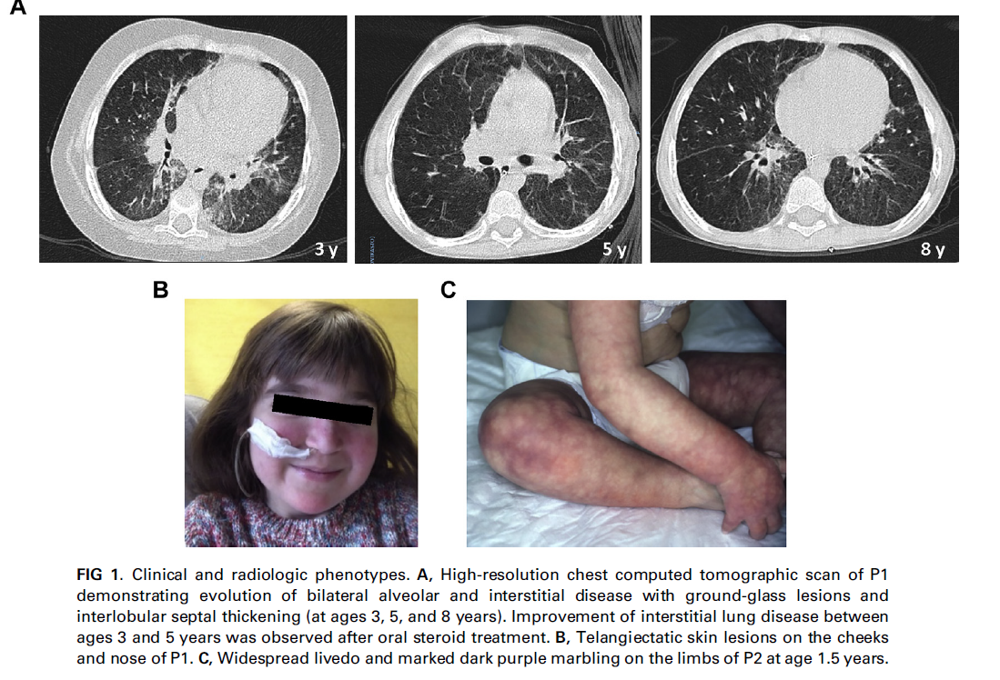 A
3 y
5 y
8 y
B
C
FIG 1. Clinical and radiologic phenotypes. A, High-resolution chest computed tomographic scan of P1
demonstrating evolution of bilateral alveolar and interstitial disease with ground-glass lesions and
interlobular septal thickening (at ages 3, 5, and 8 years). Improvement of interstitial lung disease between
ages 3 and 5 years was observed after oral steroid treatment. B, Telangiectatic skin lesions on the cheeks
and nose of P1. C, Widespread livedo and marked dark purple marbling on the limbs of P2 at age 1.5 years.